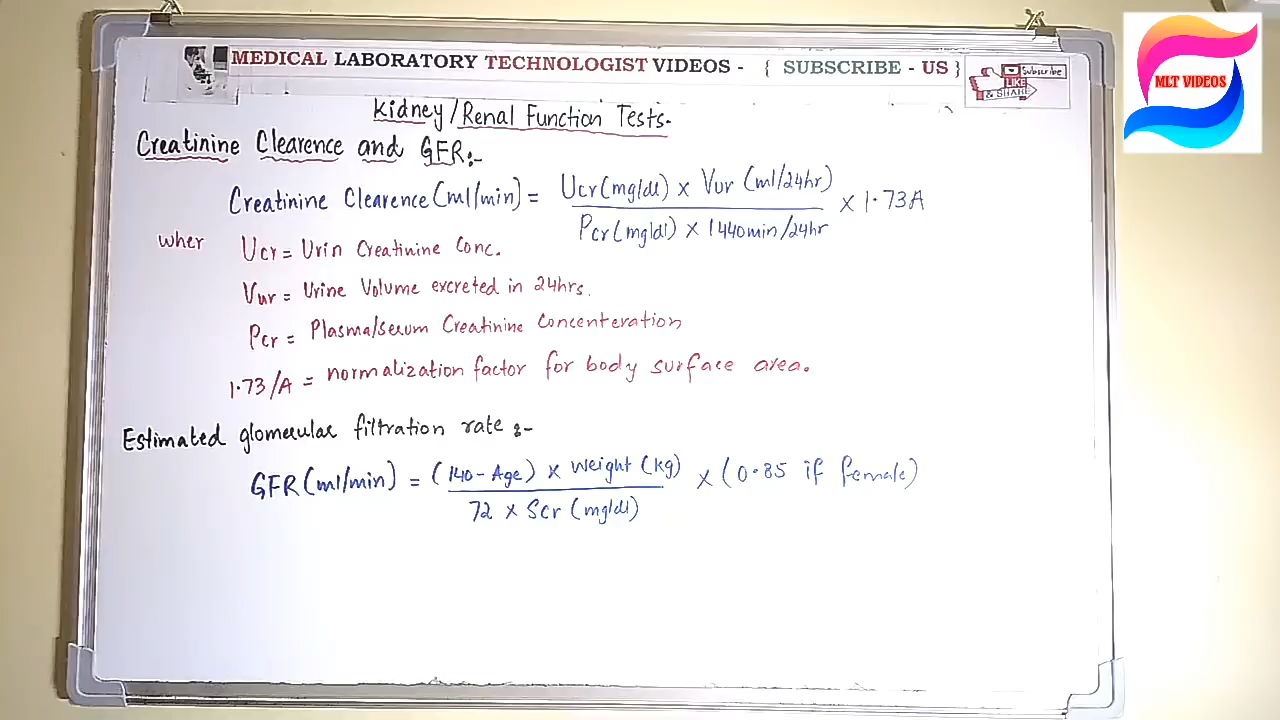 MEDICAL LABORATORY TECHNOLOGIST VIDEOS - { SUBSCRIBE - US }
Subscribe
LIKE
& SHARE
MLT VIDEOS
Kidney/Renal Function Tests-
Creatinine Clearence and GFR:-
Creatinine Clearence(ml/min) = Ucr(mg/dl) x Vur (ml/24hr) x 1.73A
Pcr(mg/dl) x 1440min/24hr
wher Ucr = Urin Creatinine Conc.
Vur = Urine Volume excreted in 24hrs.
Pcr = Plasma/serum Creatinine Concenteration
1.73/A = normalization factor for body surface area.
Estimated glomerular filtration rate :-
GFR(ml/min) = (140 - Age) x Weight (kg) x (0.85 if female)
72 x Scr (mg/dl)